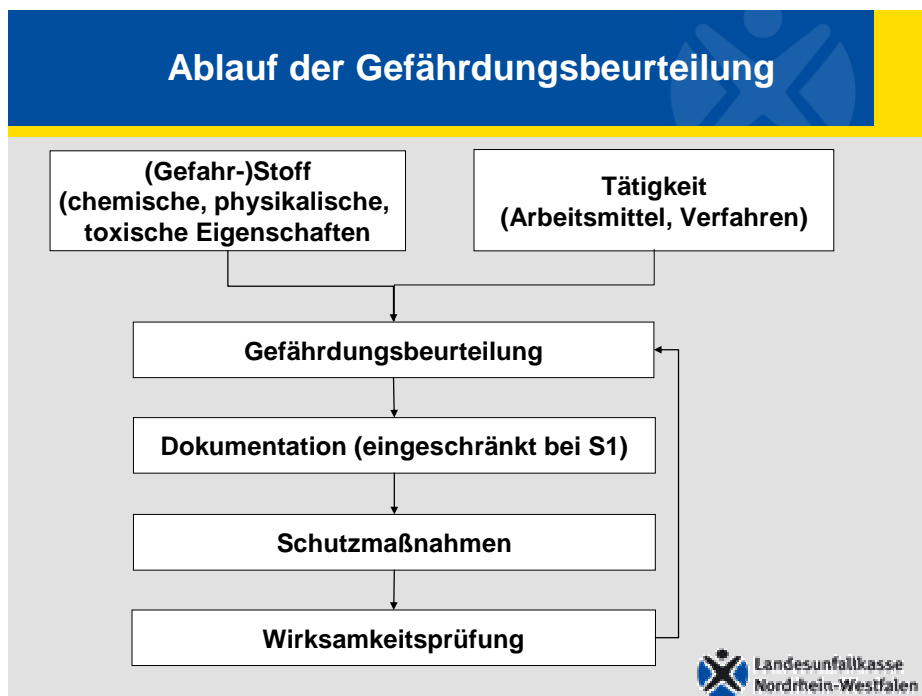 Ablauf der Gefährdungsbeurteilung
(Gefahr-)Stoff
(chemische, physikalische,
toxische Eigenschaften
Tätigkeit
(Arbeitsmittel, Verfahren)
Gefährdungsbeurteilung
Dokumentation (eingeschränkt bei S1)
Schutzmaßnahmen
Wirksamkeitsprüfung
Landesunfallkasse
Nordrhein-Westfalen